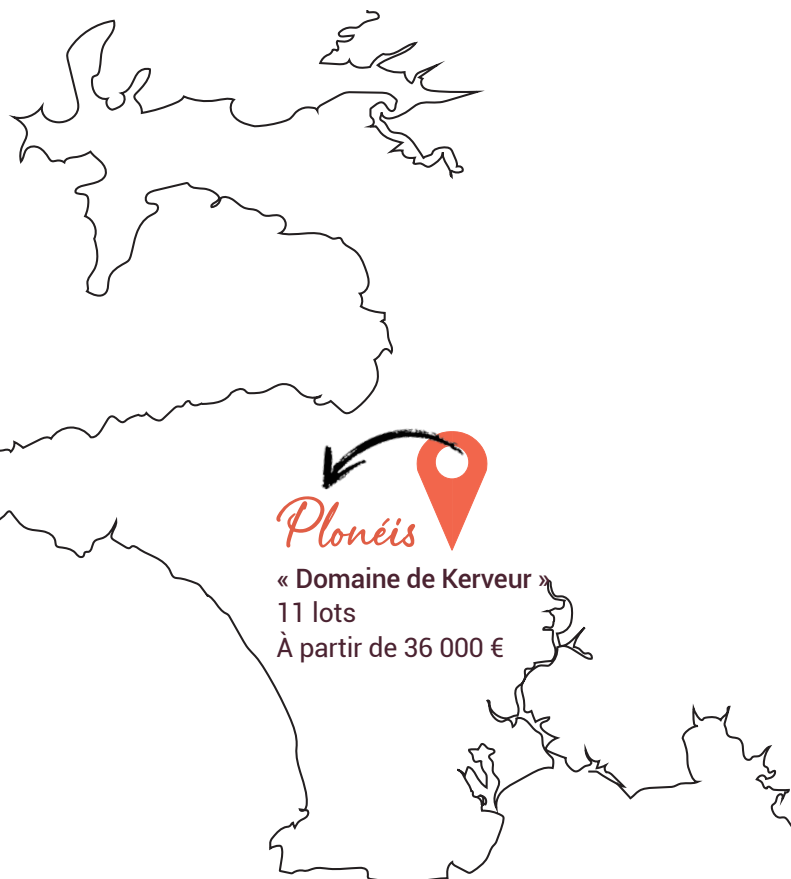 Plonéis
« Domaine de Kerveur »
11 lots
À partir de 36 000 €